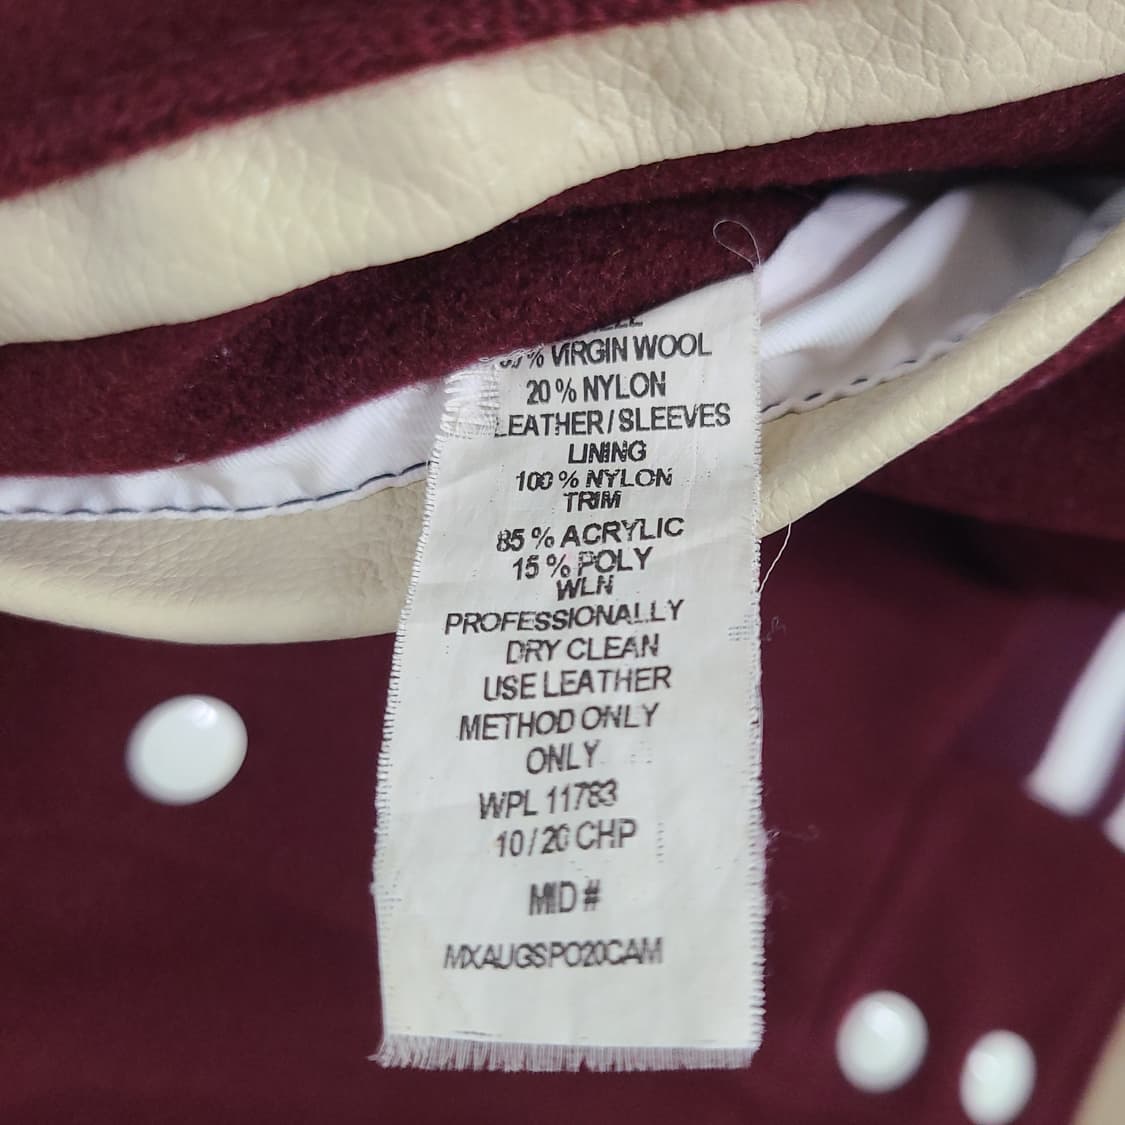 % VIRGIN WOOL
20% NYLON
LEATHER/SLEEVES
LINING
100% NYLON
TRIM
85% ACRYLIC
15% POLY
WLN
PROFESSIONALLY
DRY CLEAN
USE LEATHER
METHOD ONLY
ONLY
WPL 11783
10/20 CHP
MID#
MXAUGSPO20CAM